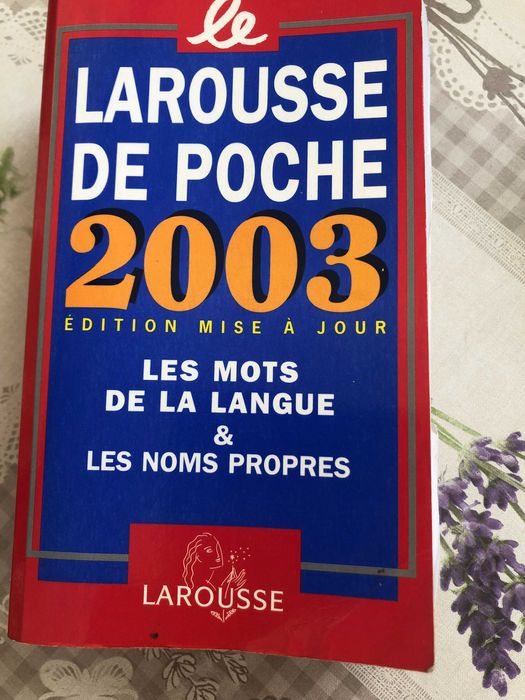 le
LAROUSSE
DE POCHE
2003
ÉDITION MISE À JOUR
LES MOTS
DE LA LANGUE
&
LES NOMS PROPRES
LAROUSSE